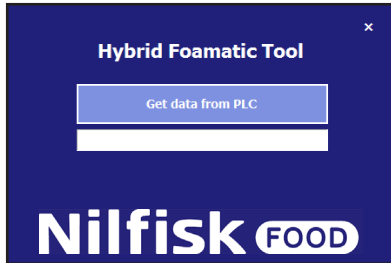 ×
Hybrid Foamatic Tool
Get data from PLC
Nilfisk FOOD